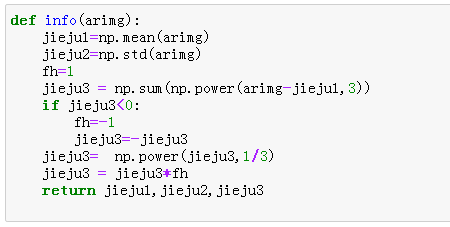 def info(arimg):
    jieju1=np.mean(arimg)
    jieju2=np.std(arimg)
    fh=1
    jieju3 = np.sum(np.power(arimg-jieju1,3))
    if jieju3<0:
        fh=-1
        jieju3=-jieju3
    jieju3=  np.power(jieju3,1/3)
    jieju3 = jieju3*fh
    return jieju1,jieju2,jieju3